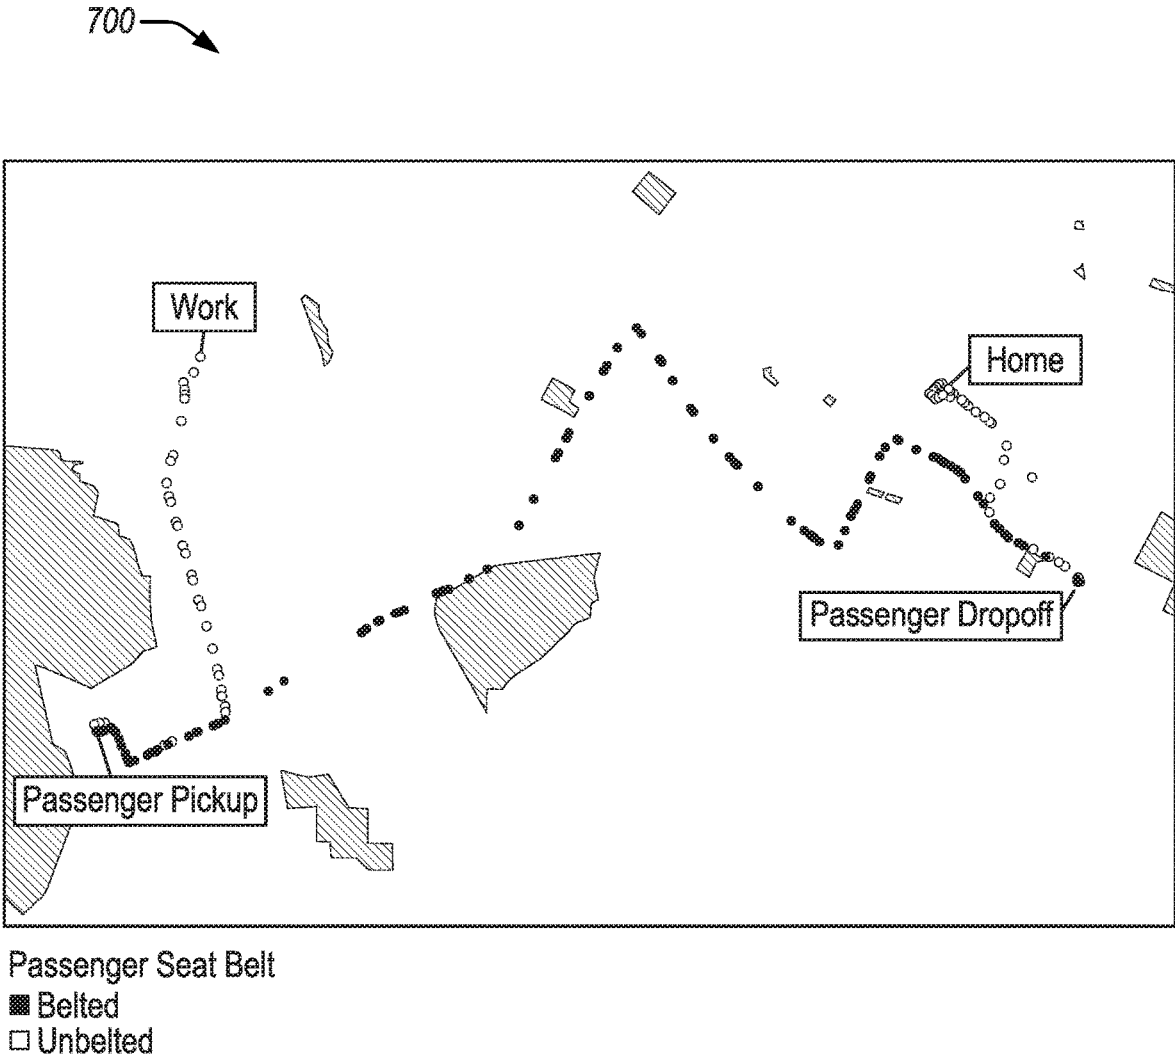 700
Work
Home
Passenger Dropoff
Passenger Pickup
Passenger Seat Belt
Belted
Unbelted